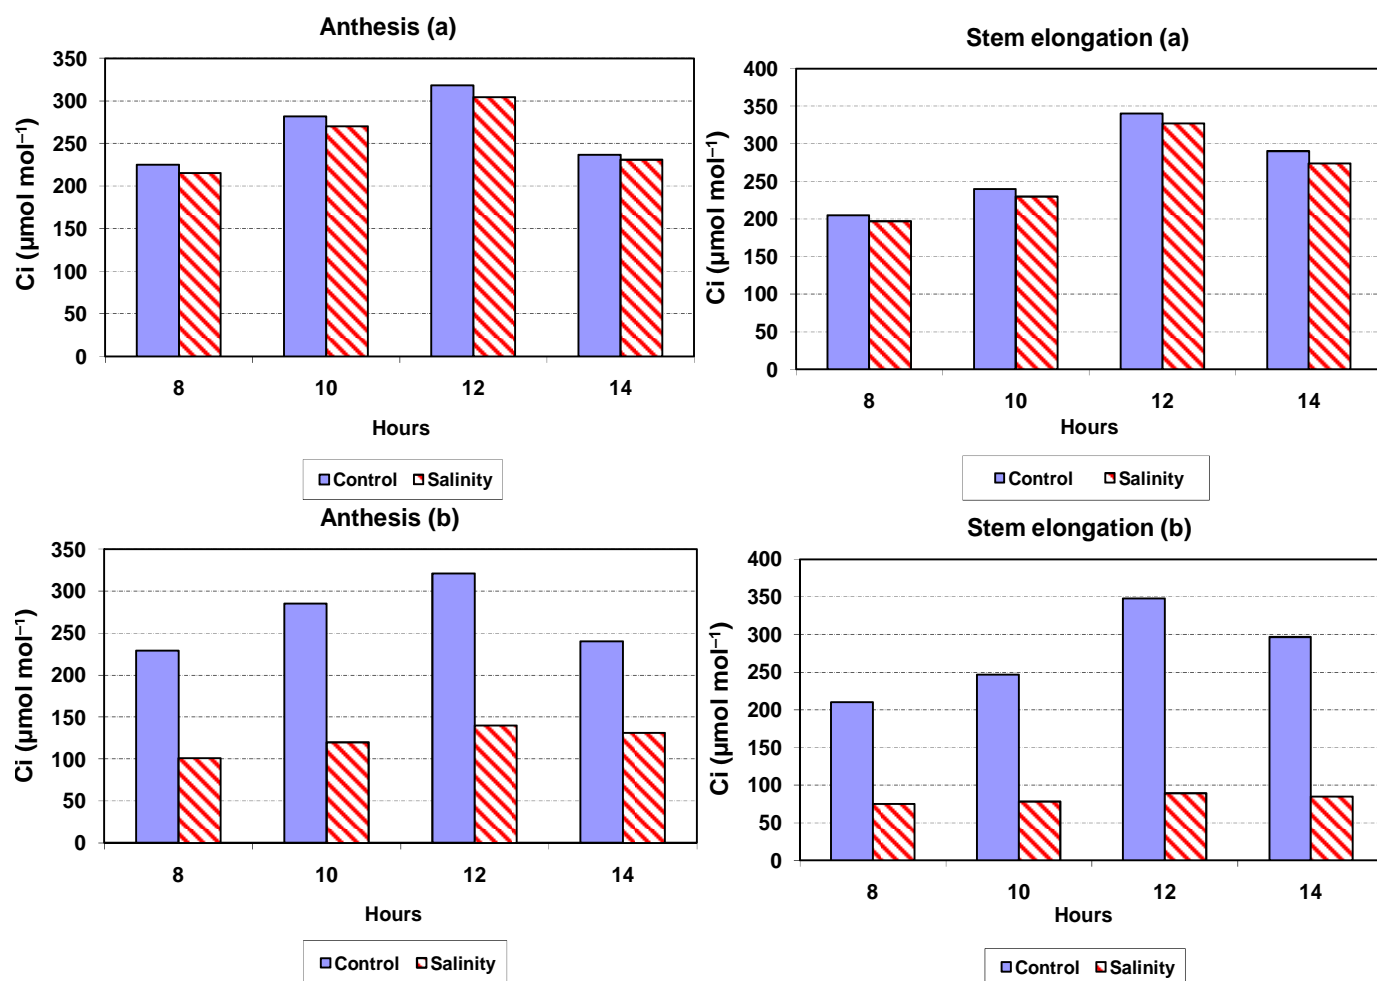 Anthesis (a)
350
300
250
200
150
100
50
0
Ci (µmol mol⁻¹)
8 10 12 14
Hours
Control Salinity
Stem elongation (a)
400
350
300
250
200
150
100
50
0
Ci (µmol mol⁻¹)
8 10 12 14
Hours
Control Salinity
Anthesis (b)
350
300
250
200
150
100
50
0
Ci (µmol mol⁻¹)
8 10 12 14
Hours
Control Salinity
Stem elongation (b)
400
350
300
250
200
150
100
50
0
Ci (µmol mol⁻¹)
8 10 12 14
Hours
Control Salinity